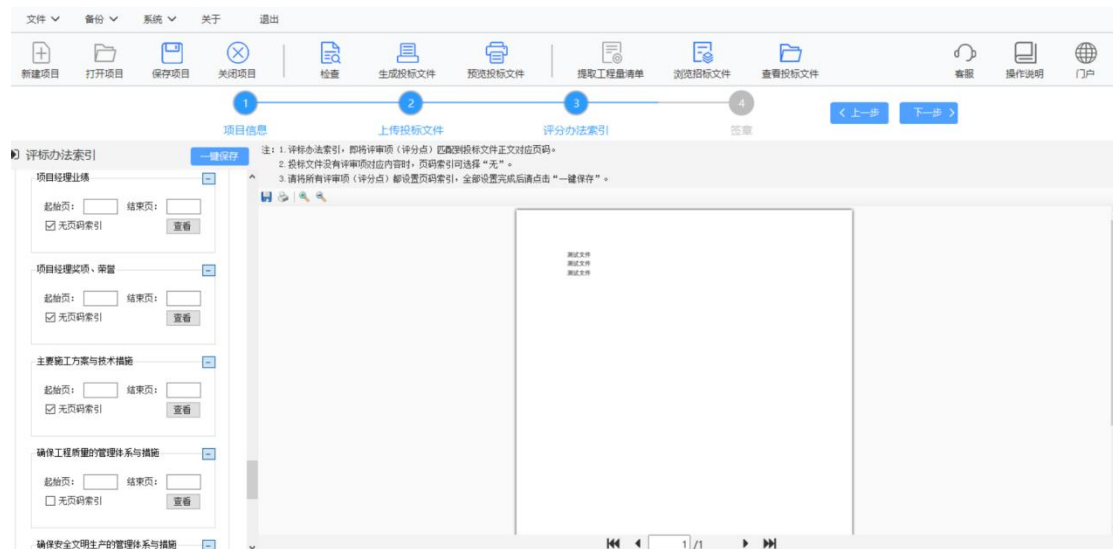 文件 备份 系统 关于 退出
新建项目 打开项目 保存项目 关闭项目 检查 生成投标文件 预览投标文件 提取工程量清单 浏览招标文件 查看投标文件 客服 操作说明 门户
1 2 3 4
项目信息 上传投标文件 评分办法索引 签章
上一步 下一步
评标办法索引 一键保存
注:1.评标办法索引,即将评审项(评分点)匹配到投标文件正文对应页码。
2.投标文件没有评审项对应内容时,页码索引可选择“无”。
3.请将所有评审项(评分点)都设置页码索引,全部设置完成后请点击“一键保存”。
项目经理业绩
起始页: 结束页:
无页码索引 查看
项目经理奖项、荣誉
起始页: 结束页:
无页码索引 查看
主要施工方案与技术措施
起始页: 结束页:
无页码索引 查看
确保工程质量的管理体系与措施
起始页: 结束页:
无页码索引 查看
确保安全文明生产的管理体系与措施
测试文件
测试文件
测试文件
1 /1